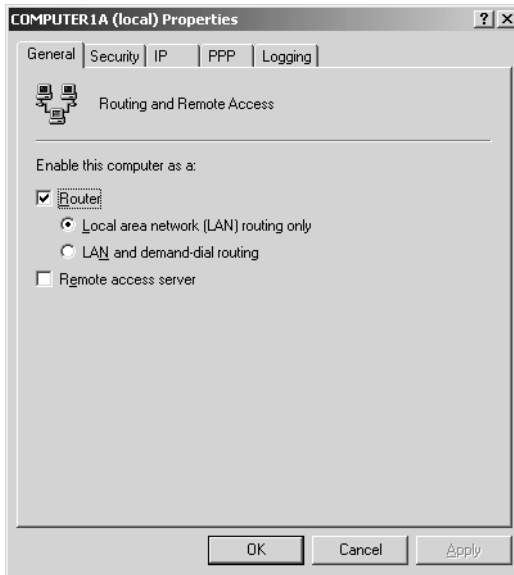 COMPUTER1A (local) Properties
General Security IP PPP Logging
Routing and Remote Access
Enable this computer as a:
Router
Local area network (LAN) routing only
LAN and demand-dial routing
Remote access server
OK Cancel Apply